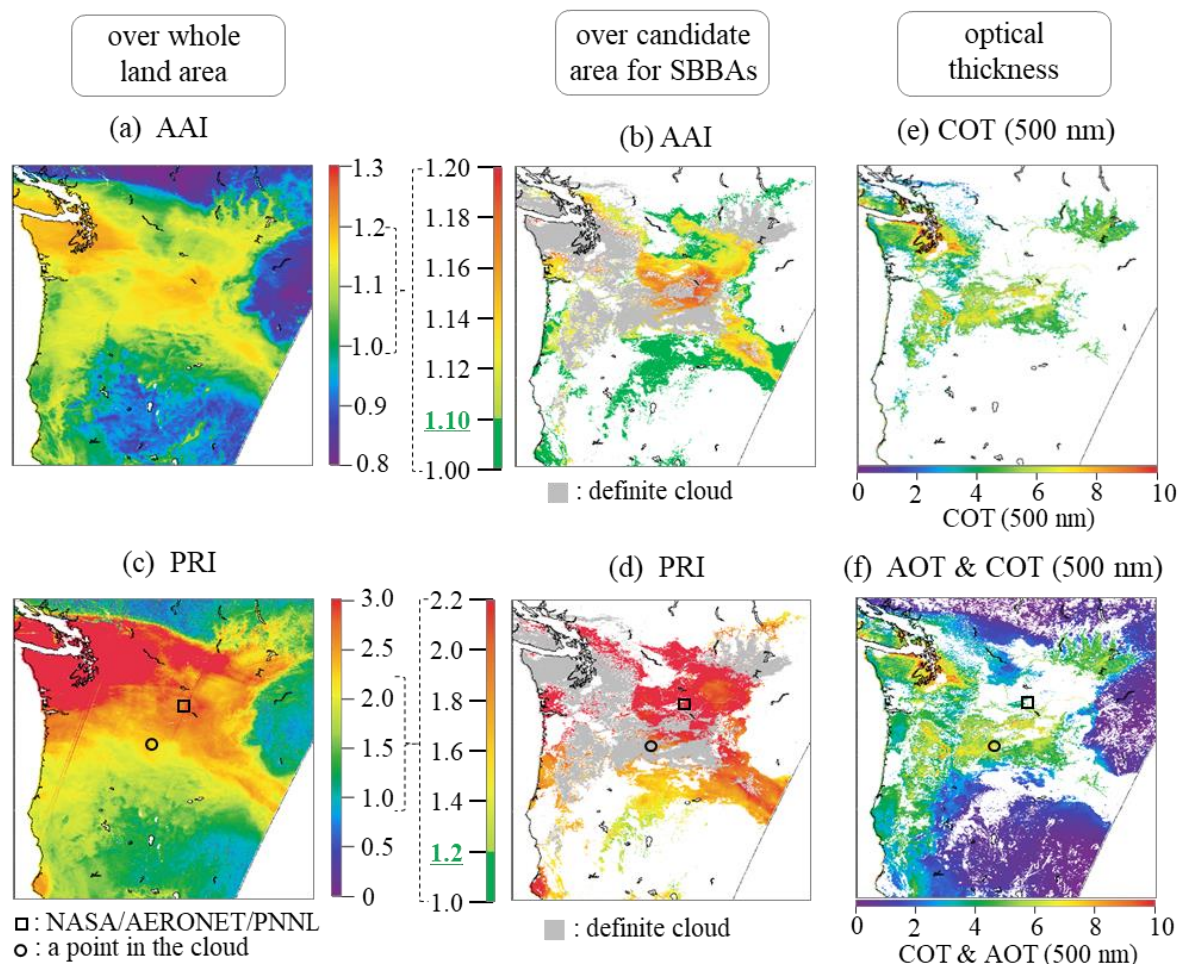 over whole
land area
over candidate
area for SBBAs
optical
thickness
(a) AAI
(b) AAI
(e) COT (500 nm)
1.3
1.2
1.1
1.0
0.9
0.8
1.20
1.18
1.16
1.14
1.12
1.10
1.00
: definite cloud
0 2 4 6 8 10
COT (500 nm)
(c) PRI
(d) PRI
(f) AOT & COT (500 nm)
3.0
2.5
2.0
1.5
1.0
0.5
0
2.2
2.0
1.8
1.6
1.4
1.2
1.0
: NASA/AERONET/PNNL
: a point in the cloud
: definite cloud
0 2 4 6 8 10
COT & AOT (500 nm)